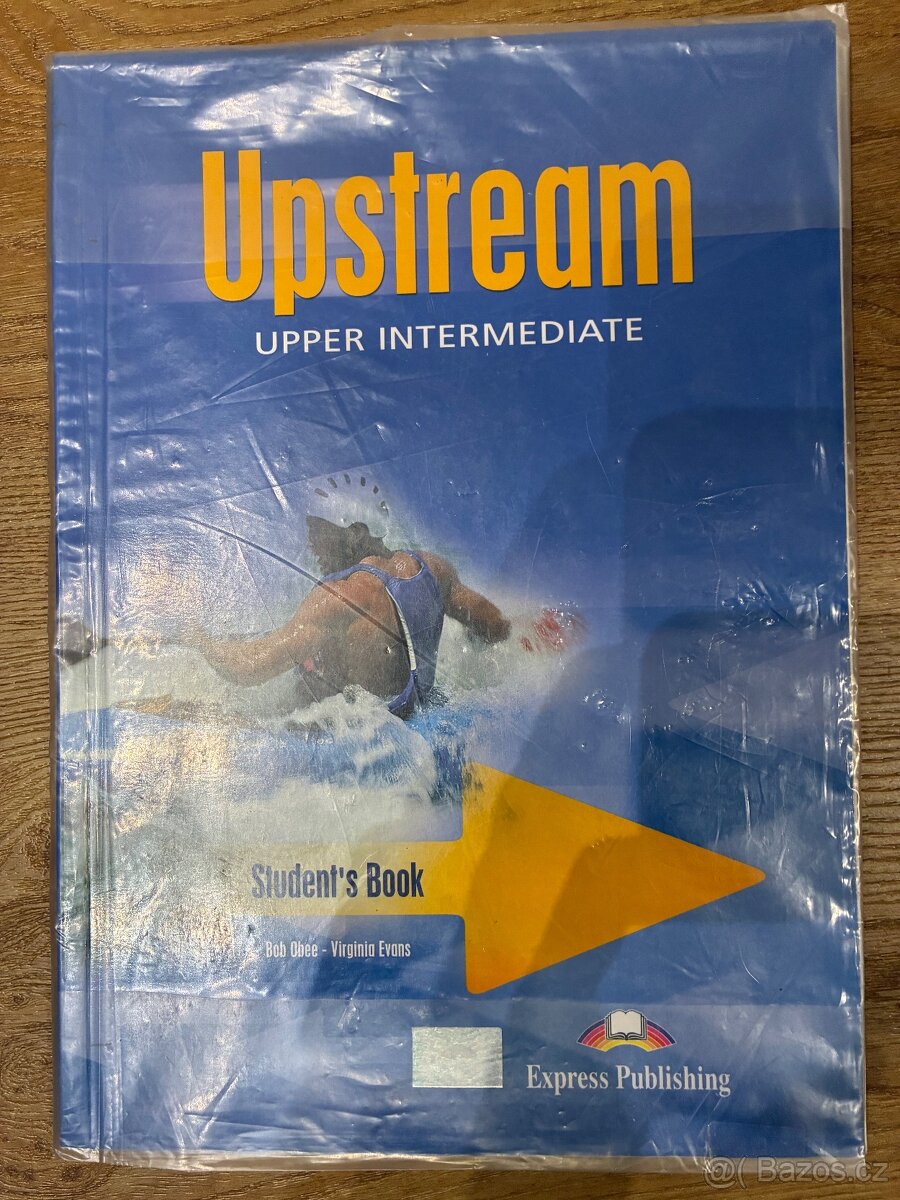 Upstream
UPPER INTERMEDIATE
Student's Book
Bob Obee - Virginia Evans
Express Publishing
@( Bazos.cz